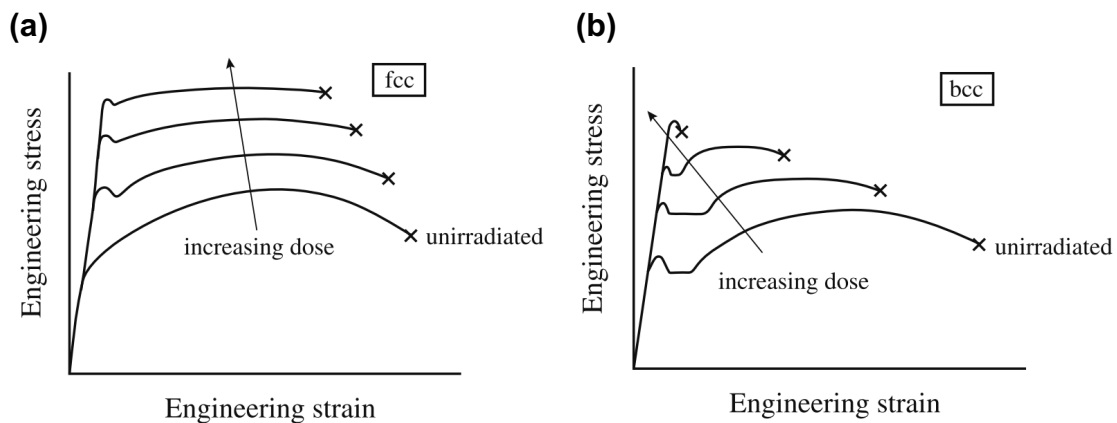 (a)
fcc
Engineering stress
increasing dose
unirradiated
Engineering strain
(b)
bcc
Engineering stress
increasing dose
unirradiated
Engineering strain